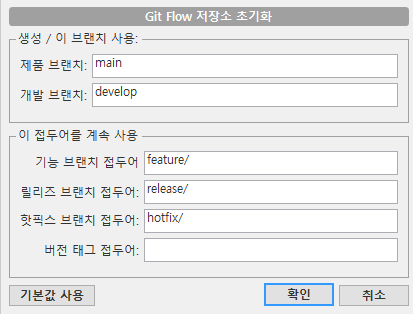 Git Flow 저장소 초기화
생성 / 이 브랜치 사용:
제품 브랜치: main
개발 브랜치: develop
이 접두어를 계속 사용
기능 브랜치 접두어 feature/
릴리즈 브랜치 접두어: release/
핫픽스 브랜치 접두어: hotfix/
버전 태그 접두어:
기본값 사용 확인 취소